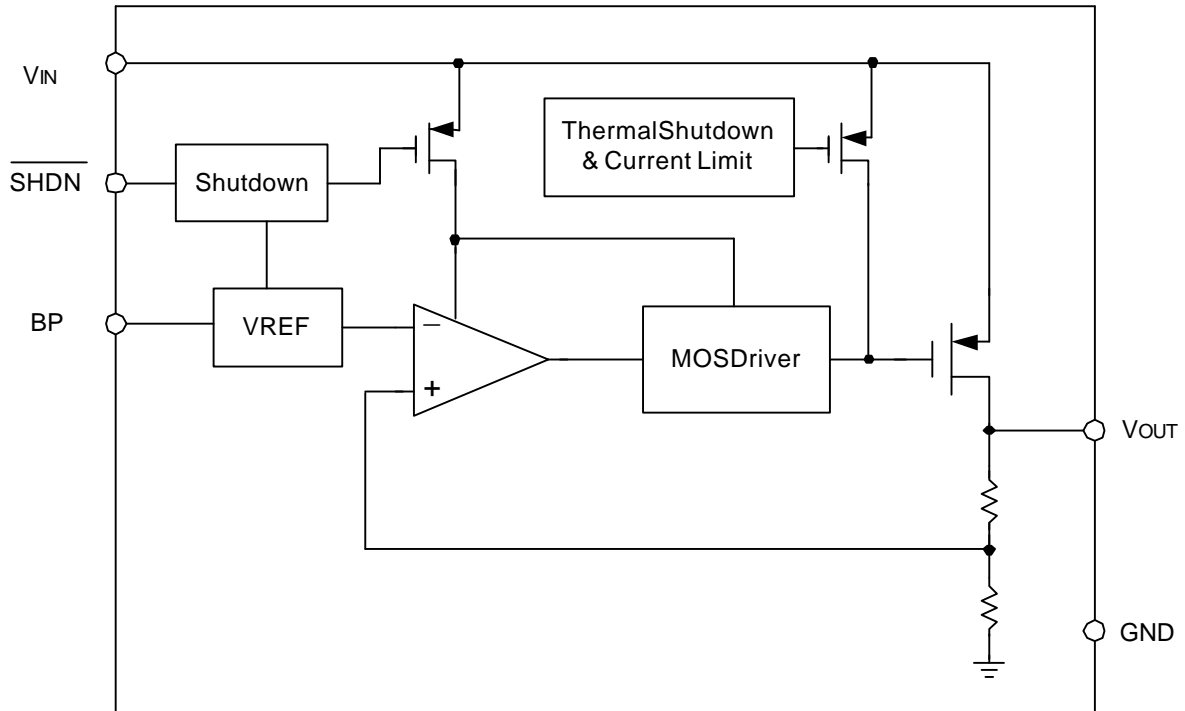 VIN
SHDN
Shutdown
ThermalShutdown
& Current Limit
BP
VREF
−
+
MOSDriver
VOUT
GND